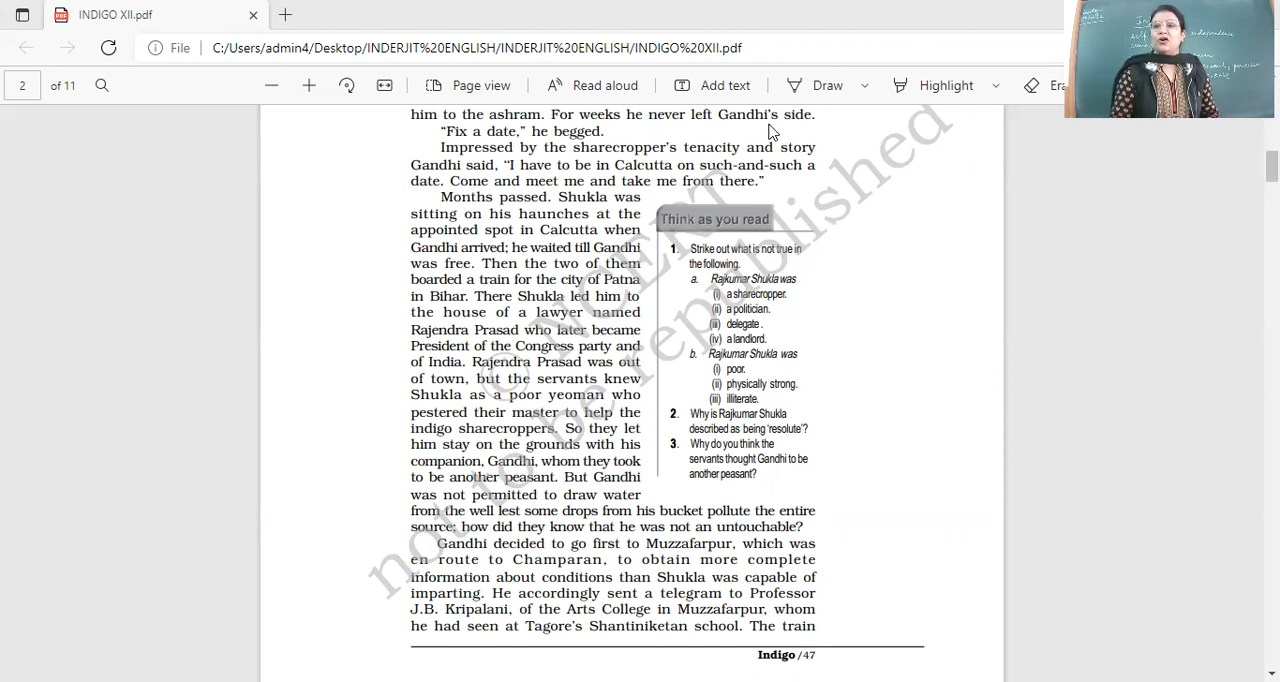 INDIGO XII.pdf
File
C:/Users/admin4/Desktop/INDERJIT%20ENGLISH/INDERJIT%20ENGLISH/INDIGO%20XII.pdf
2 of 11
Page view
Read aloud
Add text
Draw
Highlight
Era
independence
him to the ashram. For weeks he never left Gandhi's side.
"Fix a date," he begged.
Impressed by the sharecropper's tenacity and story
Gandhi said, "I have to be in Calcutta on such-and-such a
date. Come and meet me and take me from there."
Months passed. Shukla was
sitting on his haunches at the
appointed spot in Calcutta when
Gandhi arrived; he waited till Gandhi
was free. Then the two of them
boarded a train for the city of Patna
in Bihar. There Shukla led him to
the house of a lawyer named
Rajendra Prasad who later became
President of the Congress party and
of India. Rajendra Prasad was out
of town, but the servants knew
Shukla as a poor yeoman who
pestered their master to help the
indigo sharecroppers. So they let
him stay on the grounds with his
companion, Gandhi, whom they took
to be another peasant. But Gandhi
was not permitted to draw water
from the well lest some drops from his bucket pollute the entire
source; how did they know that he was not an untouchable?
Gandhi decided to go first to Muzzafarpur, which was
en route to Champaran, to obtain more complete
information about conditions than Shukla was capable of
imparting. He accordingly sent a telegram to Professor
J.B. Kripalani, of the Arts College in Muzzafarpur, whom
he had seen at Tagore's Shantiniketan school. The train
Think as you read
1. Strike out what is not true in
the following.
a. Rajkumar Shukla was
(i) a sharecropper.
(ii) a politician.
(iii) delegate.
(iv) a landlord.
b. Rajkumar Shukla was
(i) poor.
(ii) physically strong.
(iii) illiterate.
2. Why is Rajkumar Shukla
described as being 'resolute'?
3. Why do you think the
servants thought Gandhi to be
another peasant?
© NCERT
not to be republished
Indigo /47